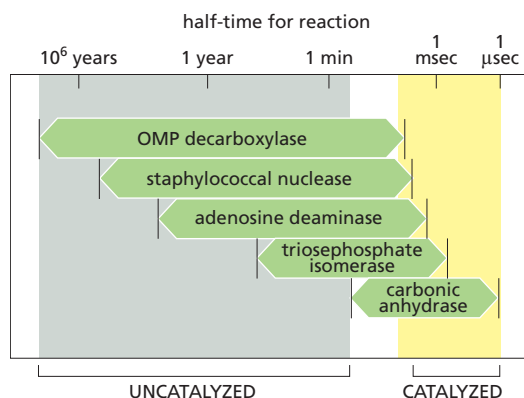 half-time for reaction
10⁶ years 1 year 1 min 1 msec 1 μsec
OMP decarboxylase
staphylococcal nuclease
adenosine deaminase
triosephosphate
isomerase
carbonic
anhydrase
UNCATALYZED CATALYZED